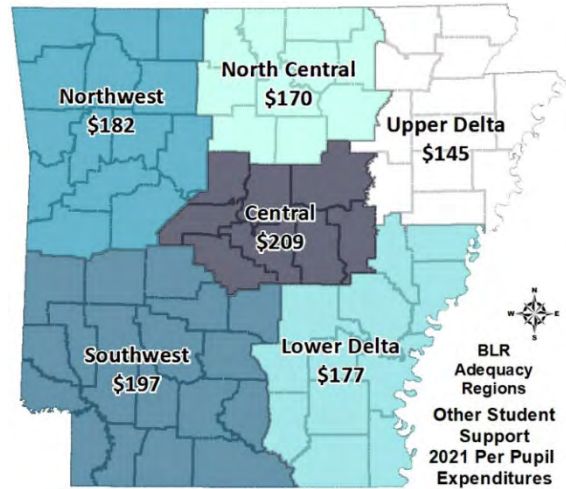 North Central
$170
Northwest
$182
Upper Delta
$145
Central
$209
Southwest
$197
Lower Delta
$177
N
W
E
S
BLR
Adequacy
Regions
Other Student
Support
2021 Per Pupil
Expenditures